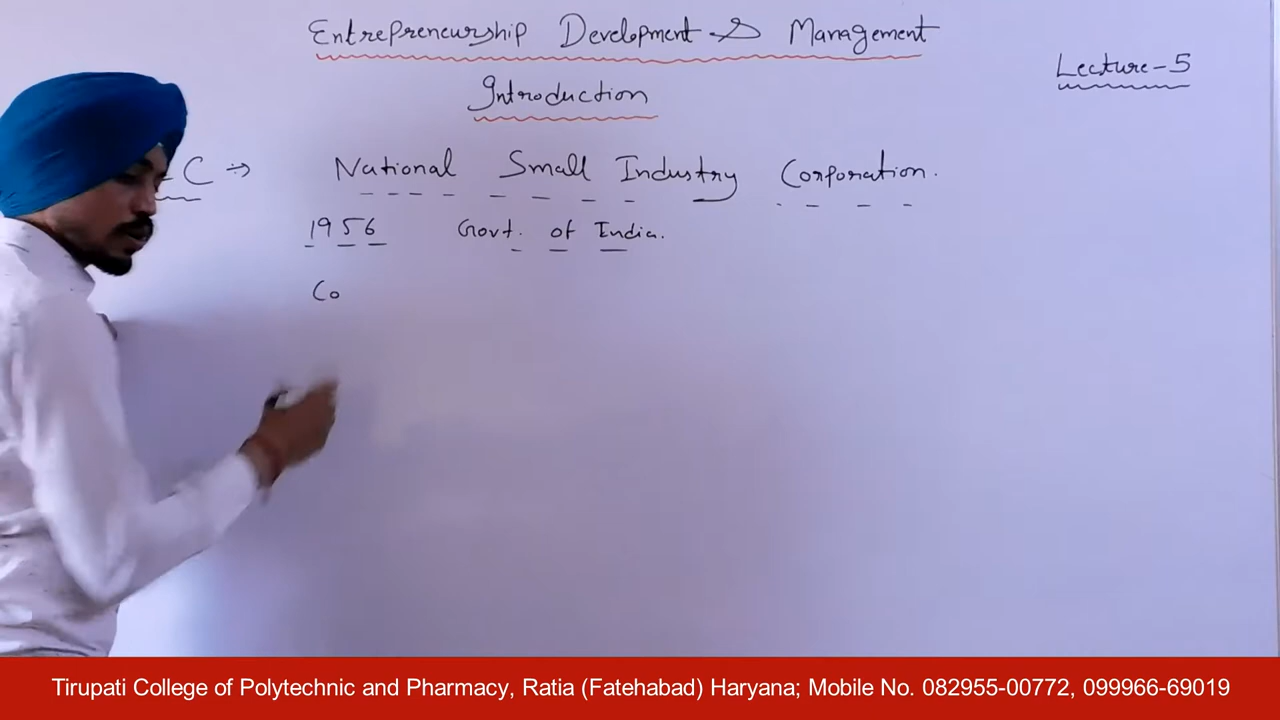 Entrepreneurship Development & Management
Lecture-5
Introduction
C ⇒ National Small Industry Corporation.
1956 Govt. of India.
Co
Tirupati College of Polytechnic and Pharmacy, Ratia (Fatehabad) Haryana; Mobile No. 082955-00772, 099966-69019